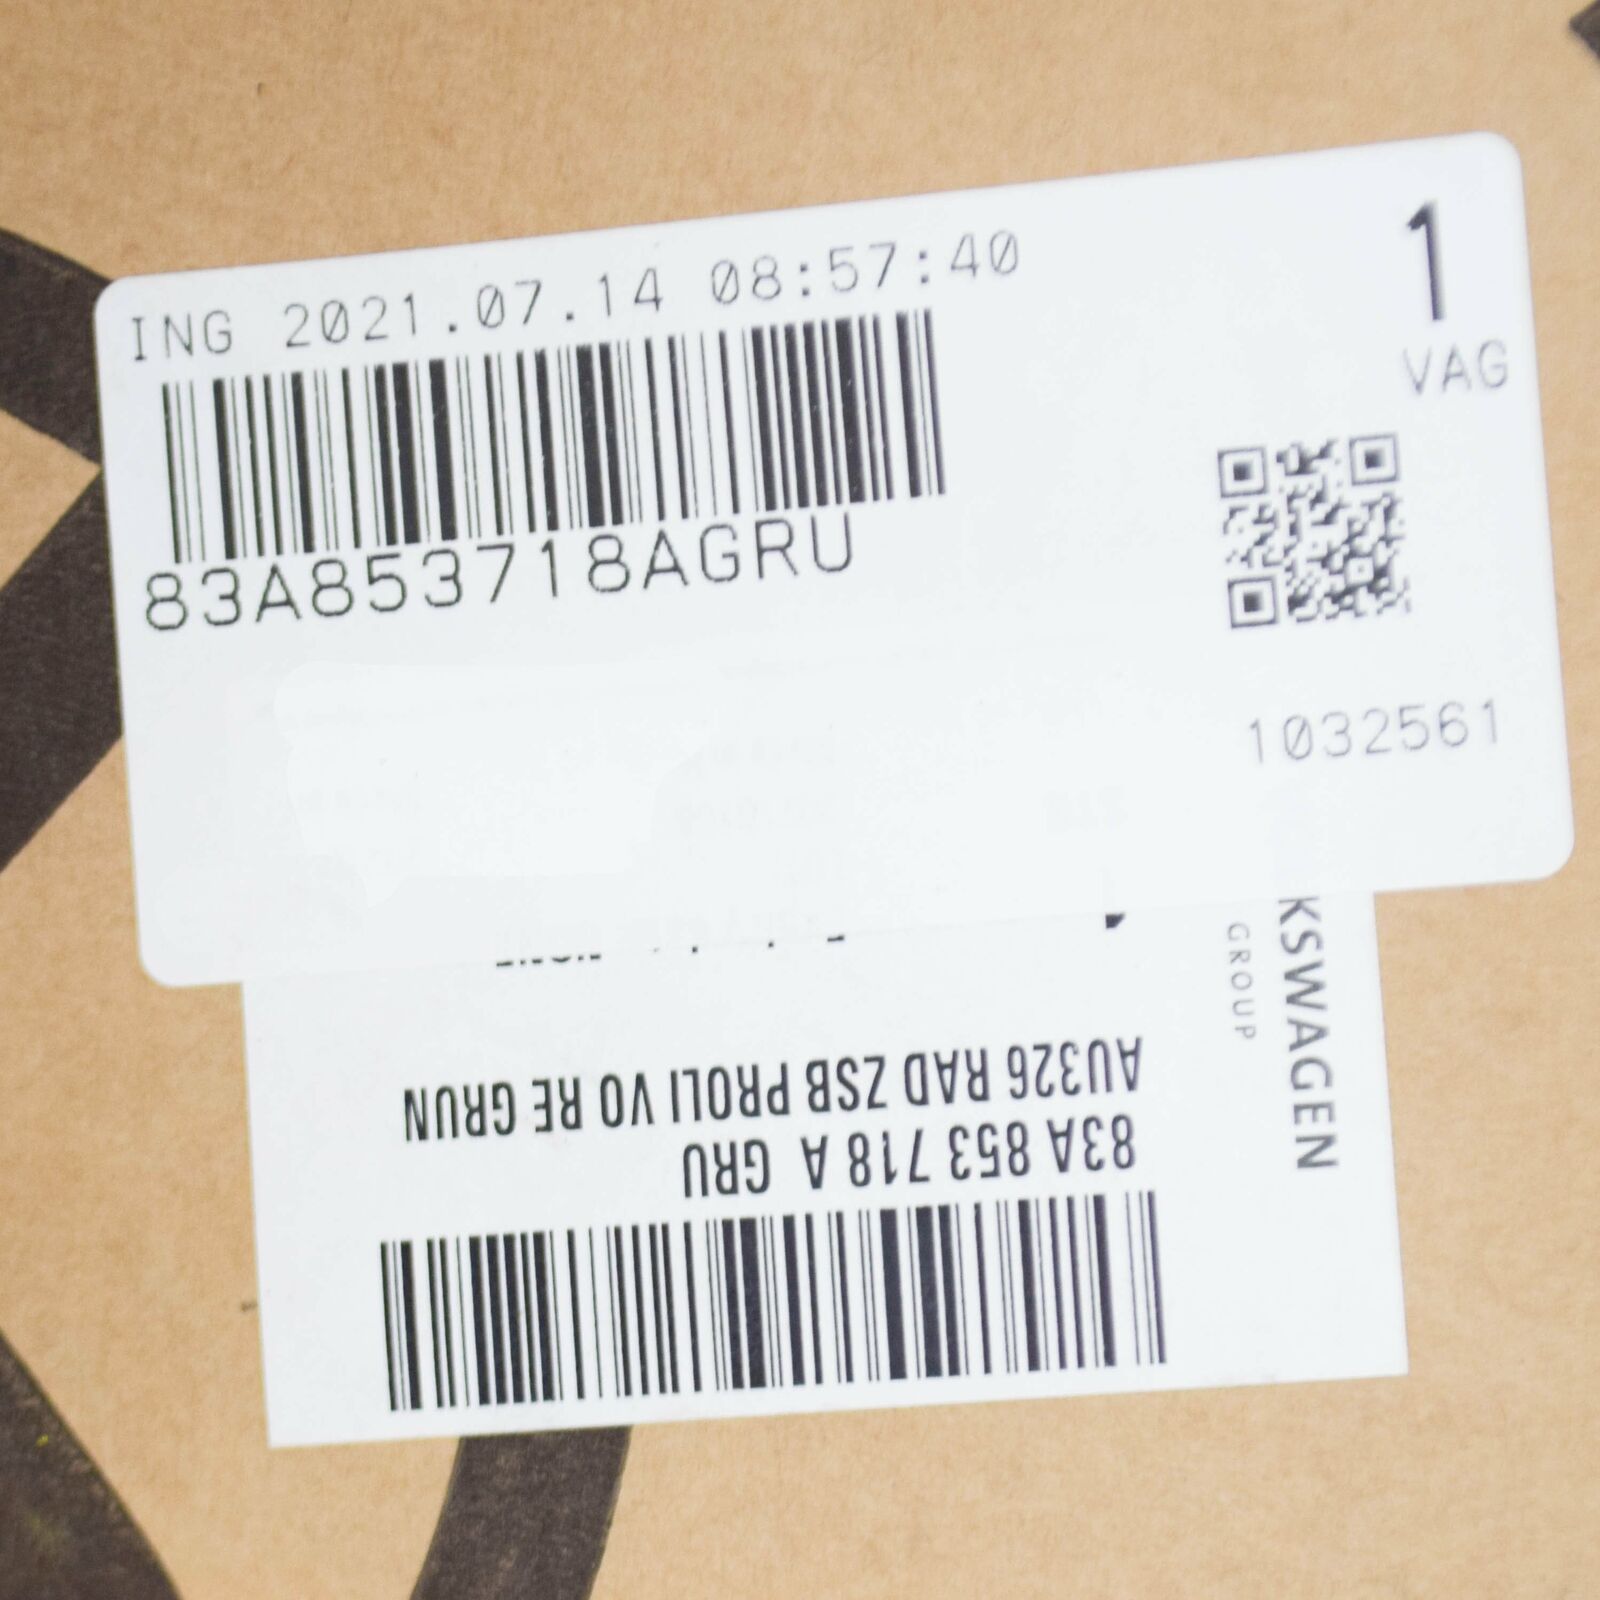 ING 2021.07.14 08:57:40
1
VAG
83A853718AGRU
1032561
KSWAGEN
GROUP
AU326 RAD ZSB PROLI VO RE GRUN
83A 853 718 A GRU